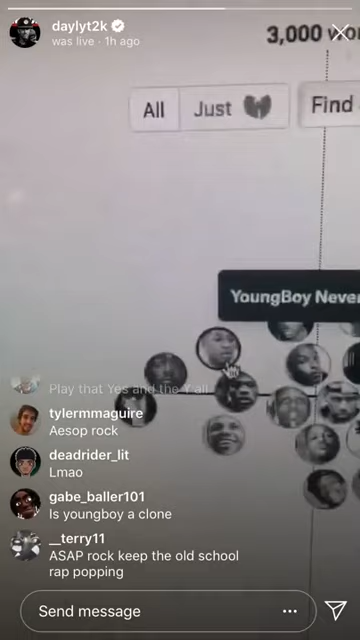 daylyt2k
was live · 1h ago
3,000 wo
All
Just
Find
YoungBoy Never
Play that Yes and the Y'all
tylermmaguire
Aesop rock
deadrider_lit
Lmao
gabe_baller101
Is youngboy a clone
__terry11
ASAP rock keep the old school
rap popping
Send message